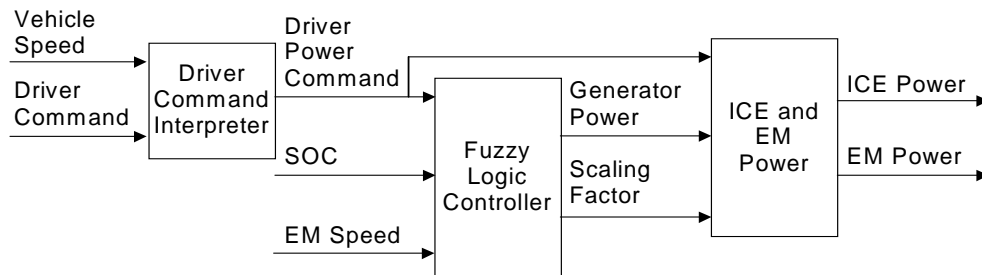 Vehicle
Speed
Driver
Command
Driver
Command
Interpreter
Driver
Power
Command
SOC
EM Speed
Fuzzy
Logic
Controller
Generator
Power
Scaling
Factor
ICE and
EM
Power
ICE Power
EM Power